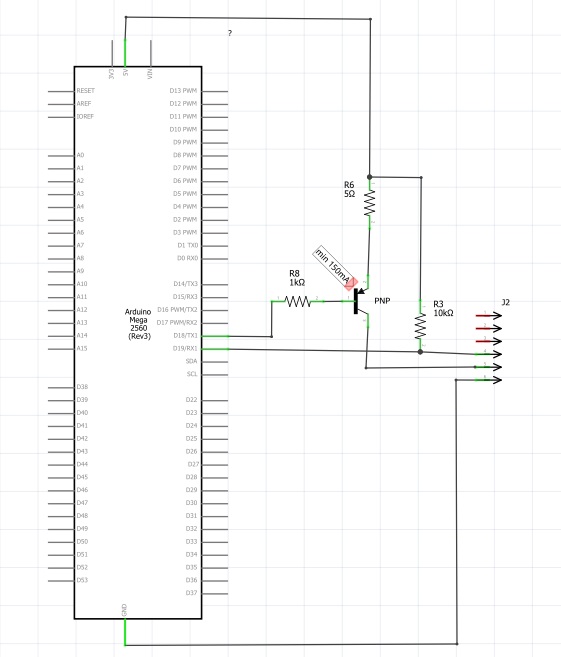 ?
3V3
5V
VIN
RESET
AREF
IOREF
A0
A1
A2
A3
A4
A5
A6
A7
A8
A9
A10
A11
A12
A13
A14
A15
D38
D39
D40
D41
D42
D43
D44
D45
D46
D47
D48
D49
D50
D51
D52
D53
Arduino
Mega
2560
(Rev3)
D13 PWM
D12 PWM
D11 PWM
D10 PWM
D9 PWM
D8 PWM
D7 PWM
D6 PWM
D5 PWM
D4 PWM
D2 PWM
D3 PWM
D1 TX0
D0 RX0
D14/TX3
D15/RX3
D16 PWM/TX2
D17 PWM/RX2
D18/TX1
D19/RX1
SDA
SCL
D22
D23
D24
D25
D26
D27
D28
D29
D30
D31
D32
D33
D34
D35
D36
D37
GND
R6
5Ω
min 150mA
R8
1kΩ
PNP
R3
10kΩ
J2